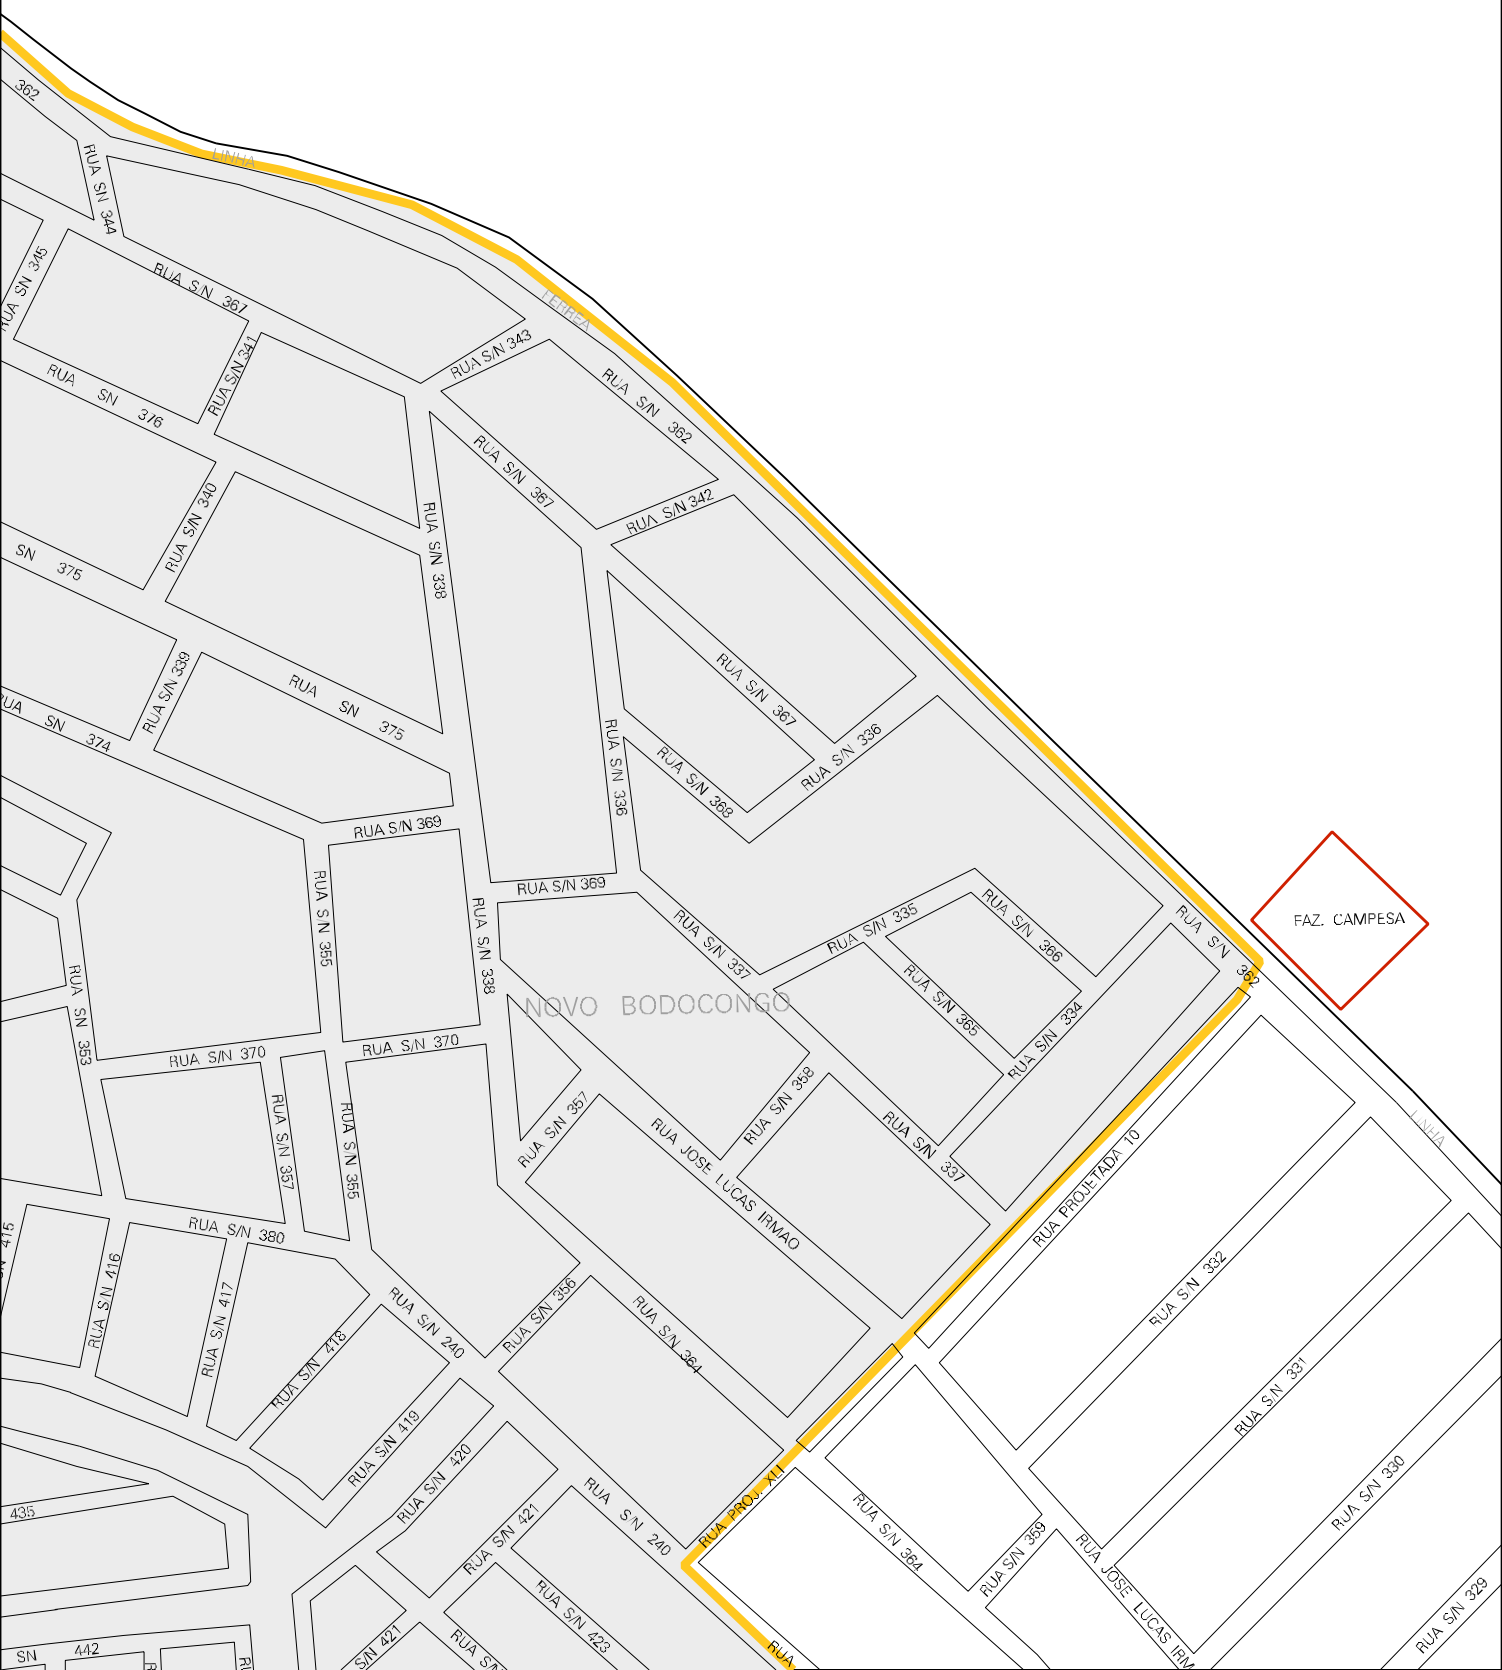 362
LINHA
RUA SN 344
RUA SN 345
RUA S/N 367
FERREA
RUA S/N 343
RUA S/N 341
RUA SN 376
RUA S/N 362
RUA S/N 367
RUA S/N 342
RUA S/N 340
RUA S/N 338
SN 375
RUA S/N 339
RUA SN 375
RUA S/N 367
RUA SN 374
RUA S/N 336
RUA S/N 336
RUA S/N 368
RUA S/N 369
RUA S/N 369
RUA S/N 355
RUA S/N 338
RUA S/N 335
RUA S/N 366
RUA S/N 362
FAZ. CAMPESA
RUA S/N 337
RUA S/N 365
RUA SN 353
NOVO BODOCONGO
RUA S/N 334
RUA S/N 370
RUA S/N 370
RUA S/N 358
RUA S/N 357
RUA S/N 355
RUA S/N 357
RUA JOSE LUCAS IRMAO
RUA S/N 337
LINHA
RUA PROJETADA 10
RUA S/N 380
415
RUA S/N 416
RUA S/N 417
RUA S/N 418
RUA S/N 240
RUA S/N 356
RUA S/N 364
RUA S/N 332
RUA S/N 331
RUA S/N 419
RUA S/N 420
RUA S/N 421
RUA S/N 240
RUA PROJ. XLI
RUA S/N 364
RUA S/N 359
RUA S/N 330
435
RUA JOSE LUCAS IRM
RUA S/N 329
RUA S/N 423
S/N 421
RUA S/N
RUA
SN 442